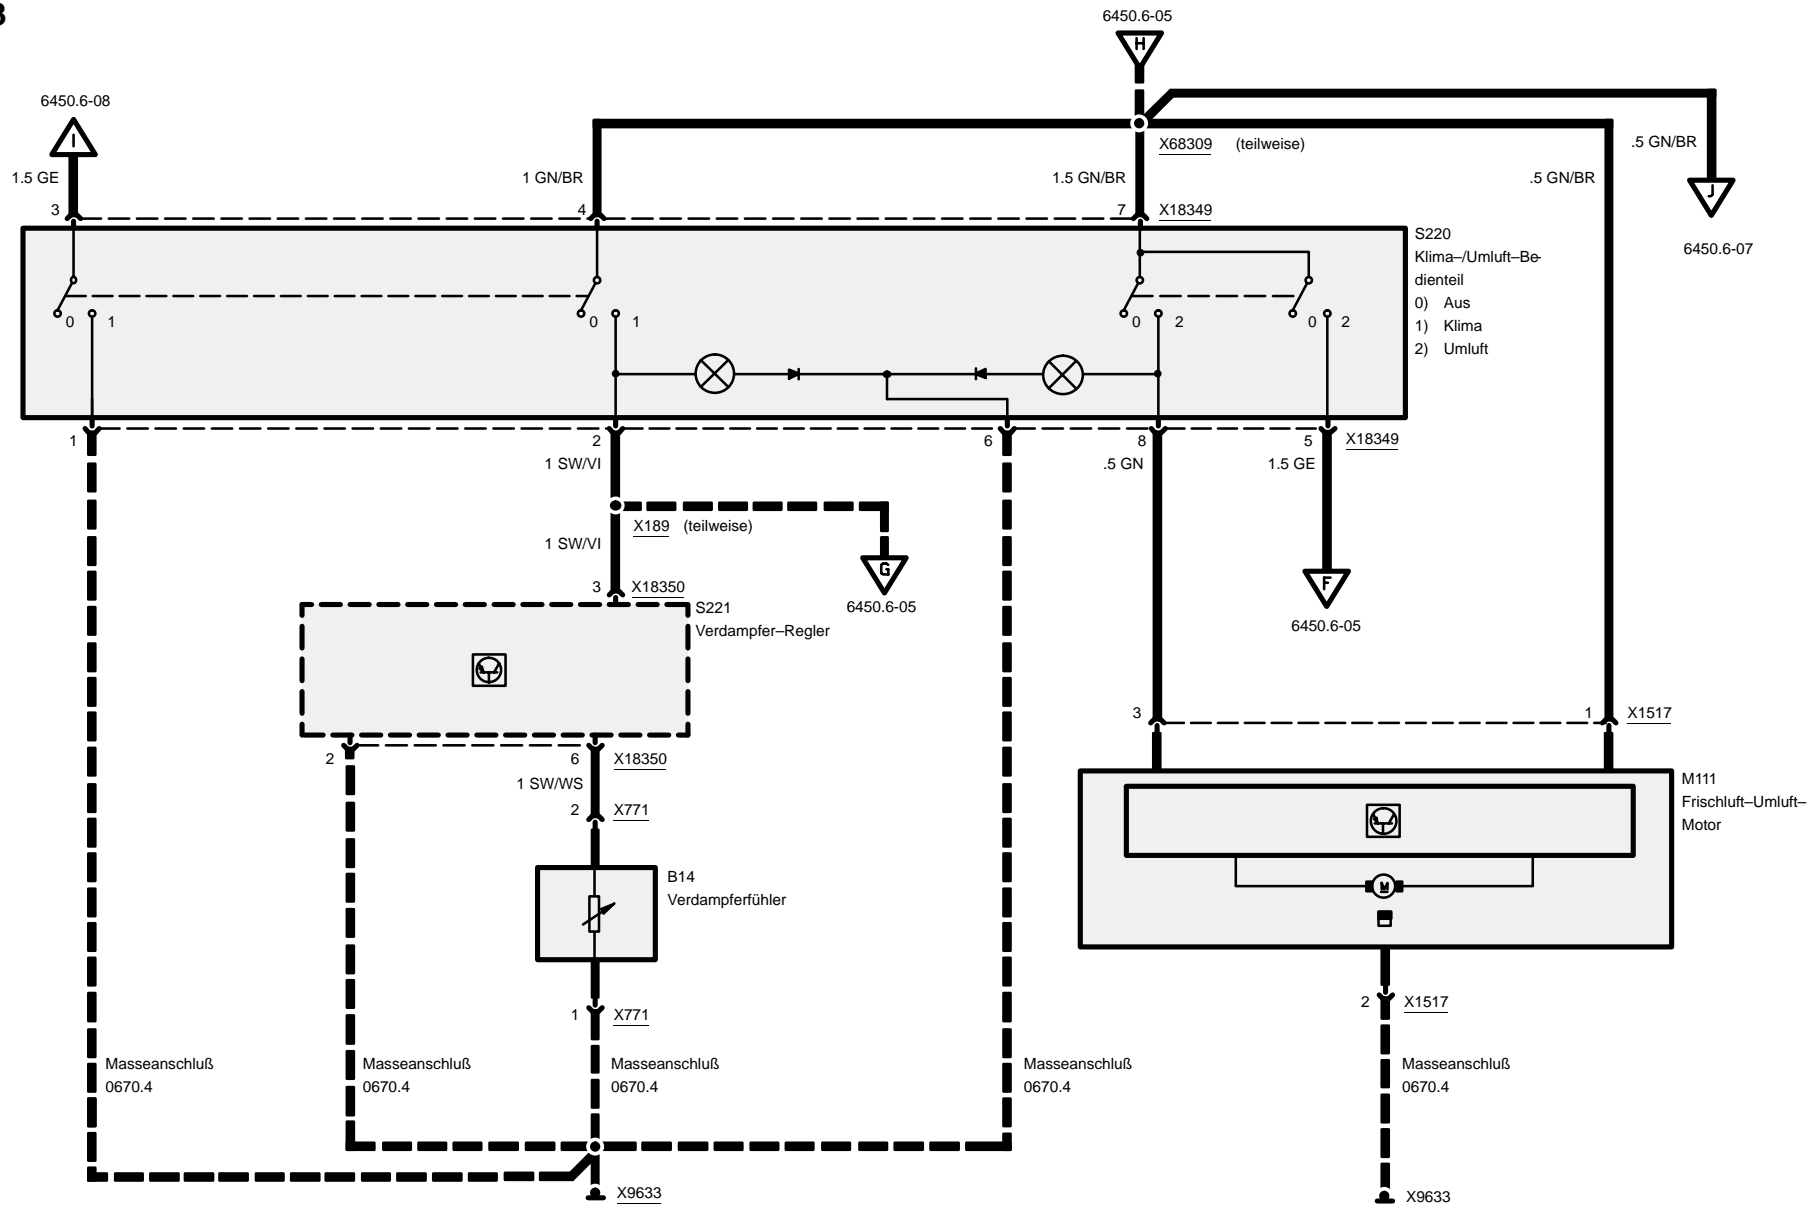 6450.6-05
H
6450.6-08
I
X68309 (teilweise)
.5 GN/BR
J
6450.6-07
1.5 GE
1 GN/BR
1.5 GN/BR
.5 GN/BR
3
4
7
X18349
S220
Klima–/Umluft–Be-
dienteil
0) Aus
1) Klima
2) Umluft
0
1
0
1
0
2
0
2
1
2
6
8
5
X18349
1 SW/VI
.5 GN
1.5 GE
X189 (teilweise)
1 SW/VI
G
6450.6-05
F
6450.6-05
3
X18350
S221
Verdampfer–Regler
3
1
X1517
2
6
X18350
1 SW/WS
2
X771
M111
Frischluft–Umluft–
Motor
M
B14
Verdampferfühler
2
X1517
1
X771
Masseanschluß
0670.4
Masseanschluß
0670.4
Masseanschluß
0670.4
Masseanschluß
0670.4
Masseanschluß
0670.4
X9633
X9633